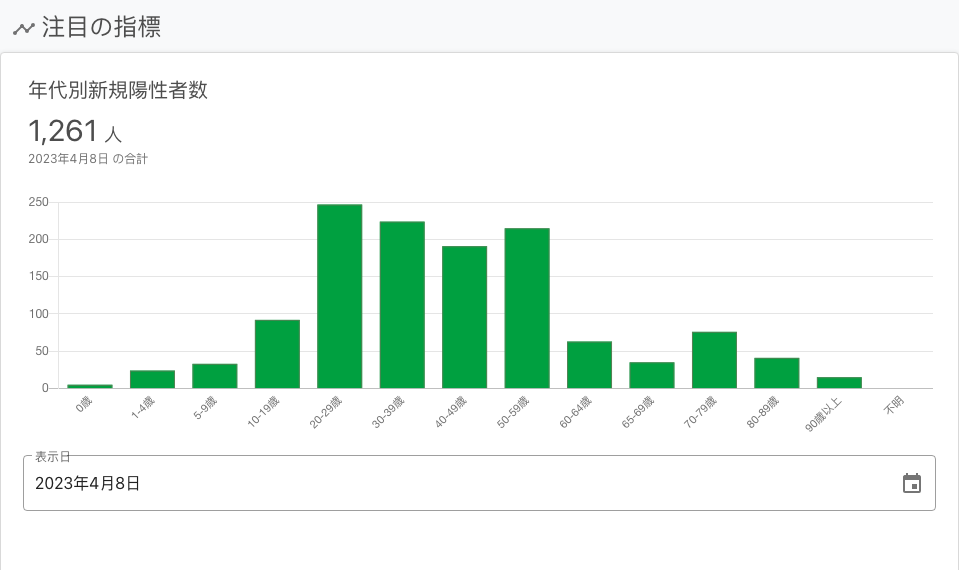 注目の指標
年代別新規陽性者数
1,261 人
2023年4月8日 の合計
250
200
150
100
50
0
0歳
1-4歳
5-9歳
10-19歳
20-29歳
30-39歳
40-49歳
50-59歳
60-64歳
65-69歳
70-79歳
80-89歳
90歳以上
不明
表示日
2023年4月8日